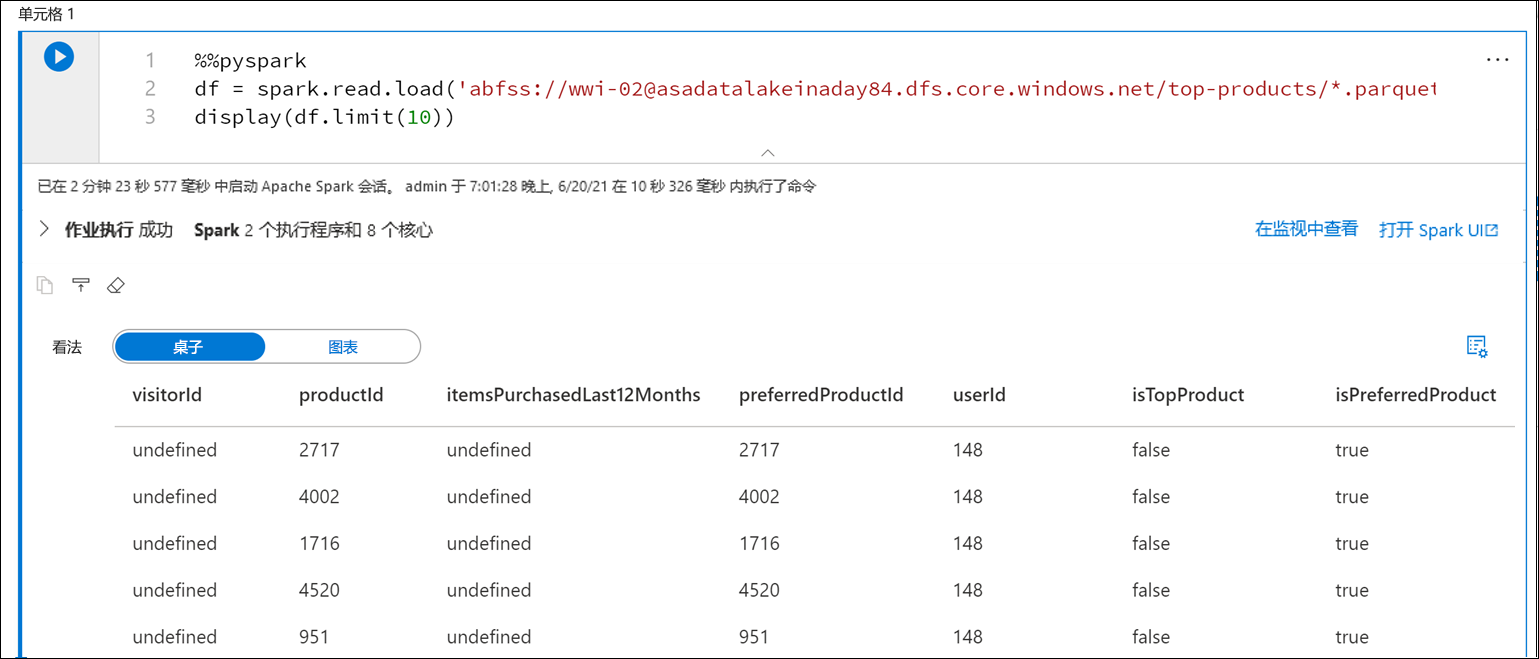 单元格 1
1 %%pyspark
2 df = spark.read.load('abfss://wwi-02@asadatalakeinaday84.dfs.core.windows.net/top-products/*.parquet
3 display(df.limit(10))
已在 2 分钟 23 秒 577 毫秒 中启动 Apache Spark 会话。 admin 于 7:01:28 晚上, 6/20/21 在 10 秒 326 毫秒 内执行了命令
作业执行 成功 Spark 2 个执行程序和 8 个核心 在监视中查看 打开 Spark UI
看法 桌子 图表
visitorId productId itemsPurchasedLast12Months preferredProductId userId isTopProduct isPreferredProduct
undefined 2717 undefined 2717 148 false true
undefined 4002 undefined 4002 148 false true
undefined 1716 undefined 1716 148 false true
undefined 4520 undefined 4520 148 false true
undefined 951 undefined 951 148 false true